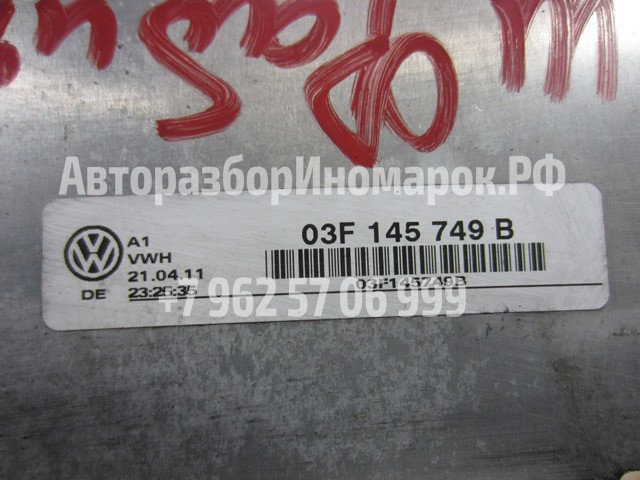 АвторазборИномарок.РФ
A1
VWH
21.04.11
DE 23:25:35
03F 145 749 B
03F145749B
+7 962 57 06 999